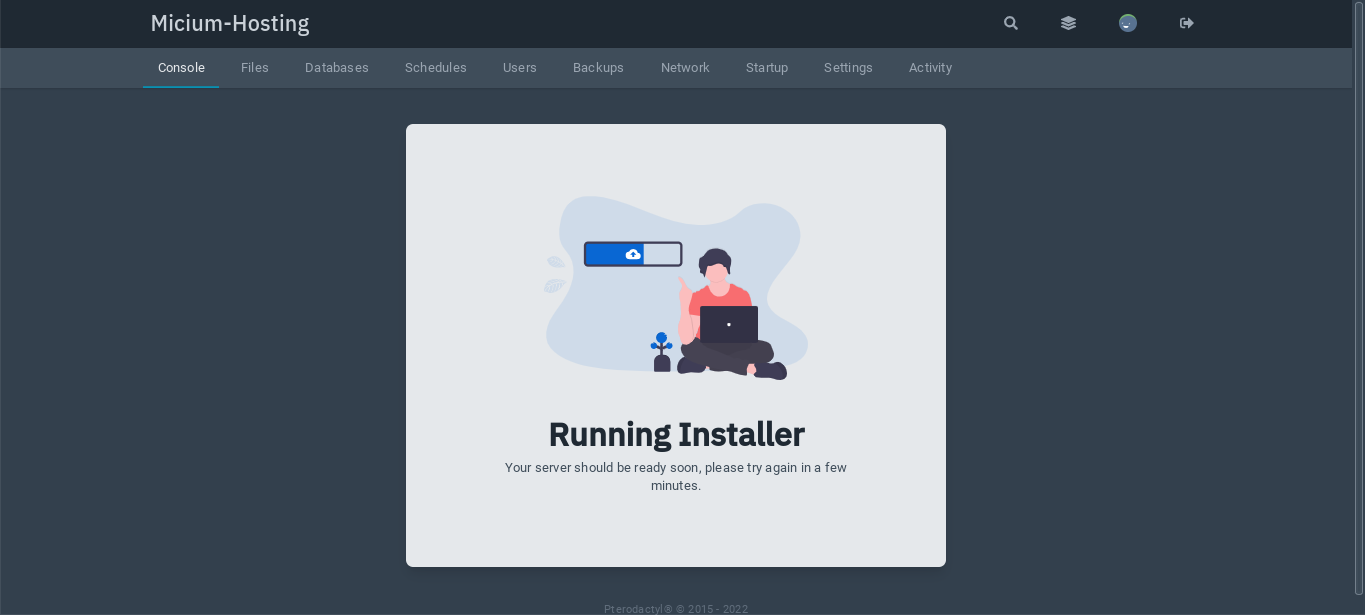 Micium-Hosting
Console Files Databases Schedules Users Backups Network Startup Settings Activity
Running Installer
Your server should be ready soon, please try again in a few
minutes.
Pterodactyl® © 2015 - 2022